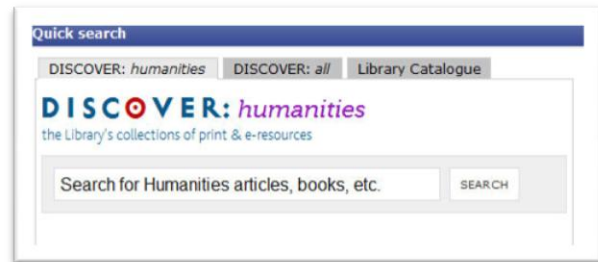 Quick search
DISCOVER: humanities DISCOVER: all Library Catalogue
DISCOVER: humanities
the Library's collections of print & e-resources
Search for Humanities articles, books, etc. SEARCH